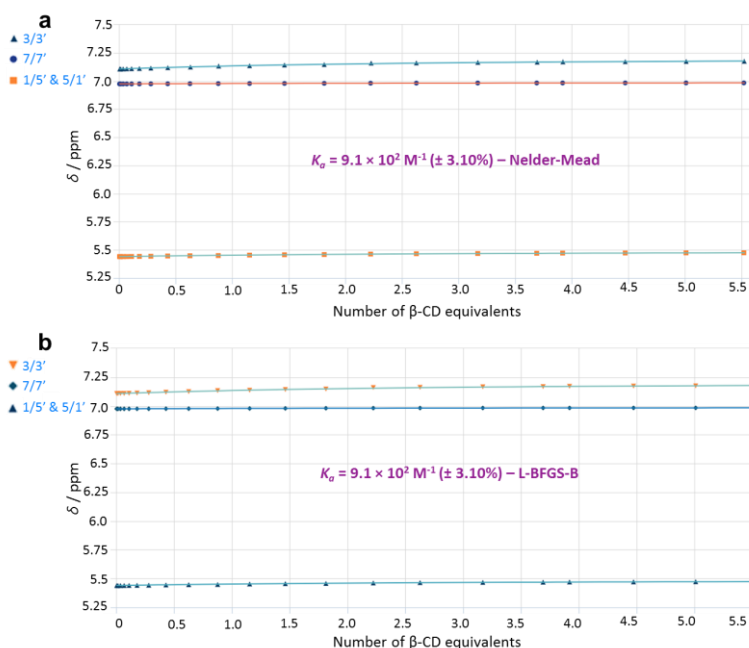 a
3/3'
7/7'
1/5' & 5/1'
7.5
7.25
7.0
6.75
6.5
6.25
6.0
5.75
5.5
5.25
δ / ppm
Kₐ = 9.1 × 10² M⁻¹ (± 3.10%) – Nelder-Mead
0 0.5 1.0 1.5 2.0 2.5 3.0 3.5 4.0 4.5 5.0 5.5
Number of β-CD equivalents
b
3/3'
7/7'
1/5' & 5/1'
7.5
7.25
7.0
6.75
6.5
6.25
6.0
5.75
5.5
5.25
δ / ppm
Kₐ = 9.1 × 10² M⁻¹ (± 3.10%) – L-BFGS-B
0 0.5 1.0 1.5 2.0 2.5 3.0 3.5 4.0 4.5 5.0 5.5
Number of β-CD equivalents